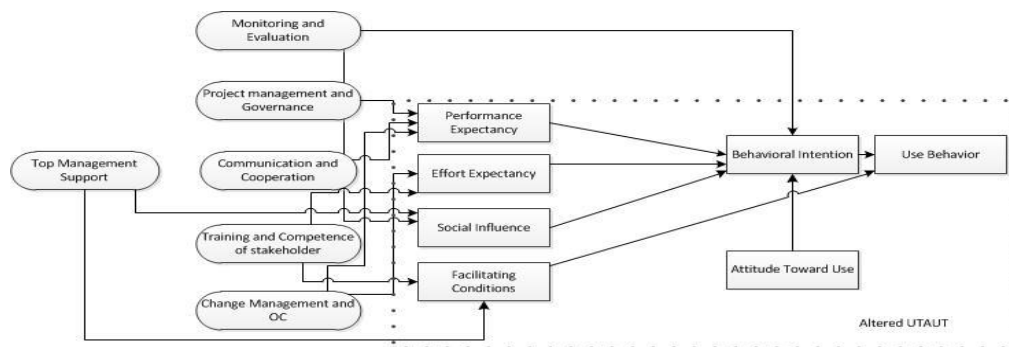 Monitoring and
Evaluation
Project management and
Governance
Performance
Expectancy
Behavioral Intention
Use Behavior
Communication and
Cooperation
Top Management
Support
Effort Expectancy
Social Influence
Training and Competence
of stakeholder
Attitude Toward Use
Facilitating
Conditions
Change Management and
OC
Altered UTAUT